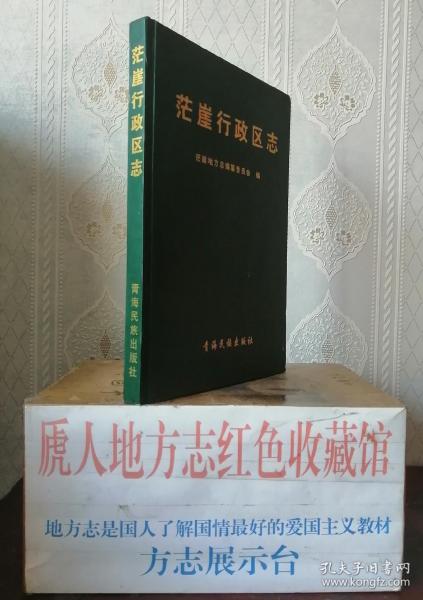 茫崖行政区志
青海民族出版社
茫崖行政区志
茫崖地方志编纂委员会 编
青海民族出版社
虒人地方志红色收藏馆
地方志是国人了解国情最好的爱国主义教材
方志展示台
孔夫子旧书网
www.kongfz.com